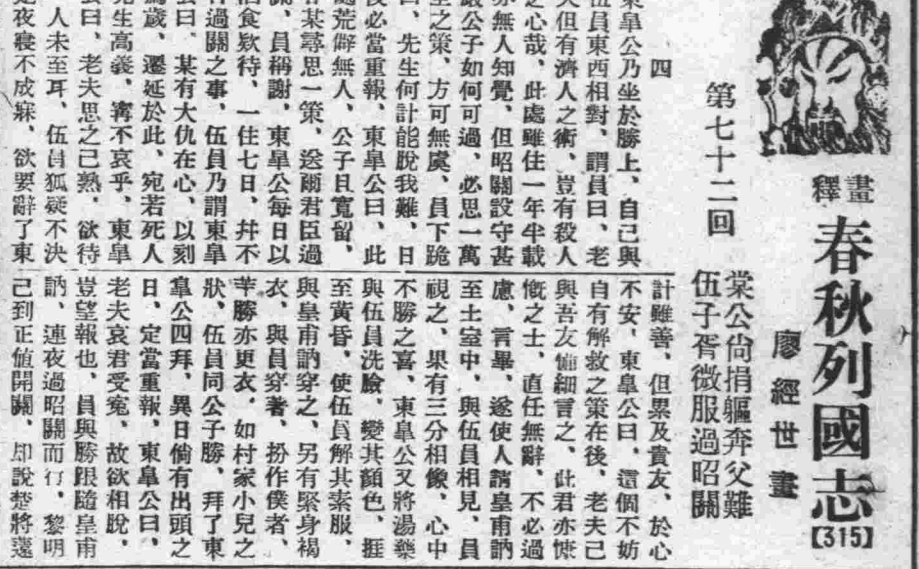 畫釋
春秋列國志
【315】
廖經世畫
第七十二回
棠公尙捐軀奔父難
伍子胥微服過昭關
四
東皐公乃坐於勝上、自己與
伍員東西相對、謂員曰、老
夫但有濟人之術、豈有殺人
之心哉、此處雖住一年半載
亦無人知覺、但昭關設守甚
嚴公子如何可過、必思一萬
全之策、方可無虞、員下跪
曰、先生何計能脫我難、日
後必當重報、東皐公曰、此
處荒僻無人、公子且寬留、
容某尋思一策、送爾君臣過
關、員稱謝、東皐公每日以
酒食欵待、一住七日、幷不
言過關之事、伍員乃謂東皐
公曰、某有大仇在心、以刻
爲歲、遷延於此、宛若死人
先生高義、寗不哀乎、東皐
公曰、老夫思之已熟、欲待
一人未至耳、伍員狐疑不決
是夜寢不成寐、欲要辭了東
計雖善、但累及貴友、於心
不安、東皐公曰、這個不妨
自有解救之策在後、老夫已
與吾友備細言之、此君亦慷
慨之士、直任無辭、不必過
慮、言畢、遂使人請皇甫訥
至土室中、與伍員相見、員
視之、果有三分相像、心中
不勝之喜、東皐公又將湯藥
與伍員洗臉、變其顏色、捱
至黃昏、使伍員解其素服、
與皇甫訥穿之、另有緊身褐
衣、與員穿著、扮作僕者、
芈勝亦更衣、如村家小兒之
狀、伍員同公子勝、拜了東
皐公四拜、異日倘有出頭之
日、定當重報、東皐公曰、
老夫哀君受寃、故欲相脫、
豈望報也、員與勝跟隨皇甫
訥、連夜過昭關而行、黎明
己到正値開關、却說楚將薳